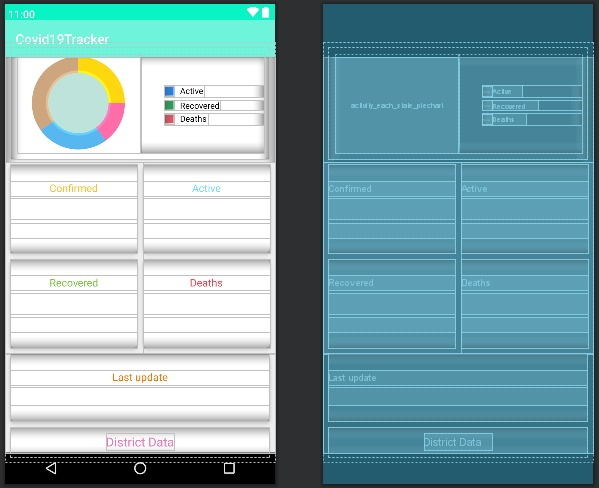 11:00
Covid19Tracker
Active
Recovered
Deaths
Confirmed
Active
Recovered
Deaths
Last update
District Data
activity_each_state_piechart
Active
Recovered
Deaths
Confirmed
Active
Recovered
Deaths
Last update
District Data